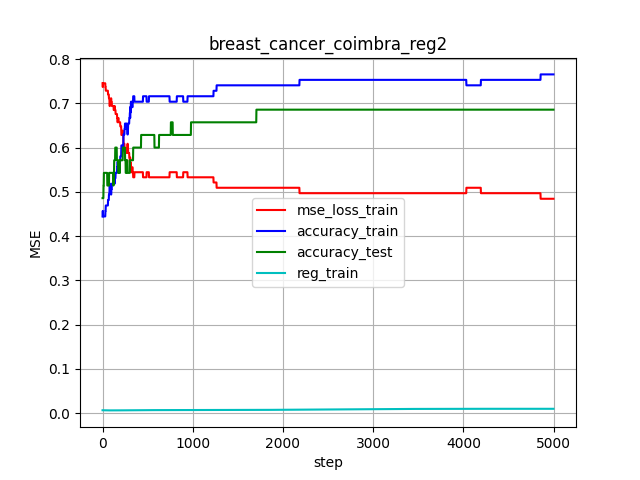 breast_cancer_coimbra_reg2
0.8
0.7
0.6
0.5
0.4
0.3
0.2
0.1
0.0
MSE
mse_loss_train
accuracy_train
accuracy_test
reg_train
0 1000 2000 3000 4000 5000
step